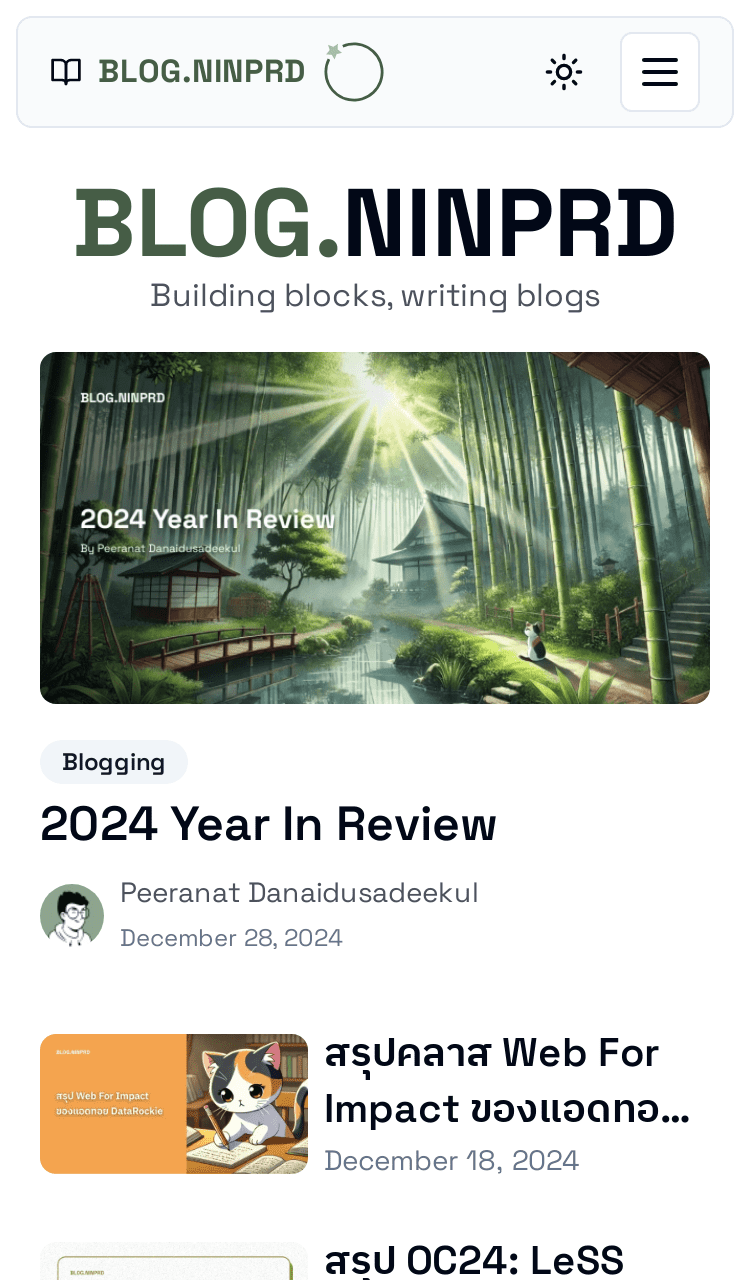 BLOG.NINPRD
BLOG.NINPRD
Building blocks, writing blogs
BLOG.NINPRD
2024 Year In Review
By Peeranat Danaidusadeekul
Blogging
2024 Year In Review
Peeranat Danaidusadeekul
December 28, 2024
BLOG.NINPRD
สรุป Web For Impact
ของแอดทอย DataRockie
สรุปคลาส Web For
Impact ของแอดทอ...
December 18, 2024
BLOG.NINPRD
สรุป OC24: LeSS